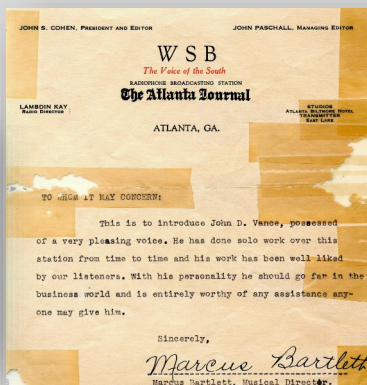 JOHN S. COHEN, PRESIDENT AND EDITOR JOHN PASCHALL, MANAGING EDITOR
WSB
The Voice of the South
RADIOPHONE BROADCASTING STATION
The Atlanta Journal
LAMBDIN KAY
RADIO DIRECTOR
STUDIOS
ATLANTA BILTMORE HOTEL
TRANSMITTER
EAST LAKE
ATLANTA, GA.
TO WHOM IT MAY CONCERN:
This is to introduce John D. Vance, possessed
of a very pleasing voice. He has done solo work over this
station from time to time and his work has been well liked
by our listeners. With his personality he should go far in the
business world and is entirely worthy of any assistance any-
one may give him.
Sincerely,
Marcus Bartlett
Marcus Bartlett, Musical Director.